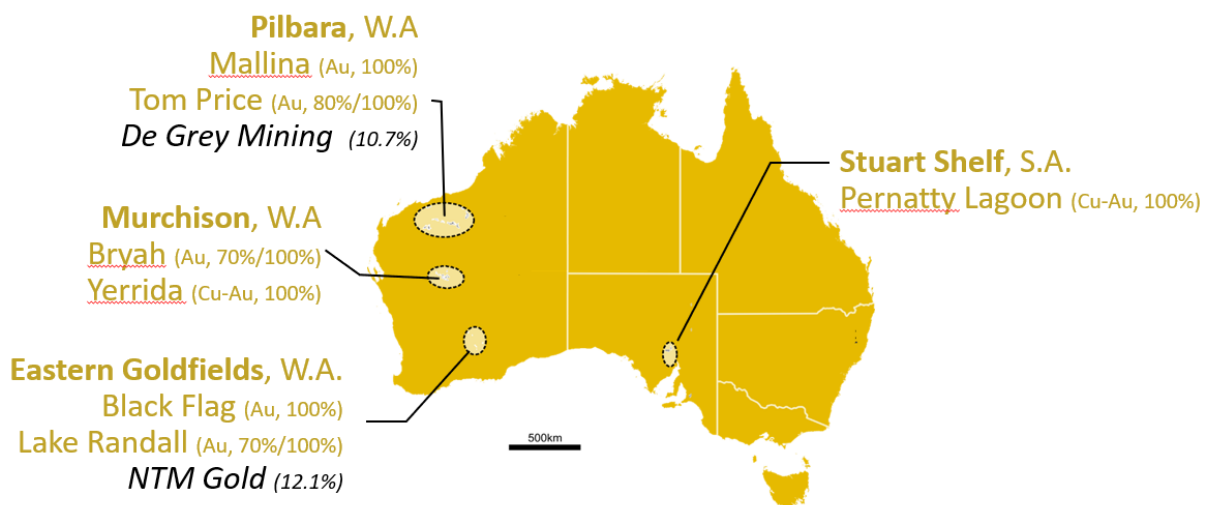 Pilbara, W.A
Mallina (Au, 100%)
Tom Price (Au, 80%/100%)
De Grey Mining (10.7%)
Murchison, W.A
Bryah (Au, 70%/100%)
Yerrida (Cu-Au, 100%)
Eastern Goldfields, W.A.
Black Flag (Au, 100%)
Lake Randall (Au, 70%/100%)
NTM Gold (12.1%)
Stuart Shelf, S.A.
Pernatty Lagoon (Cu-Au, 100%)
500km